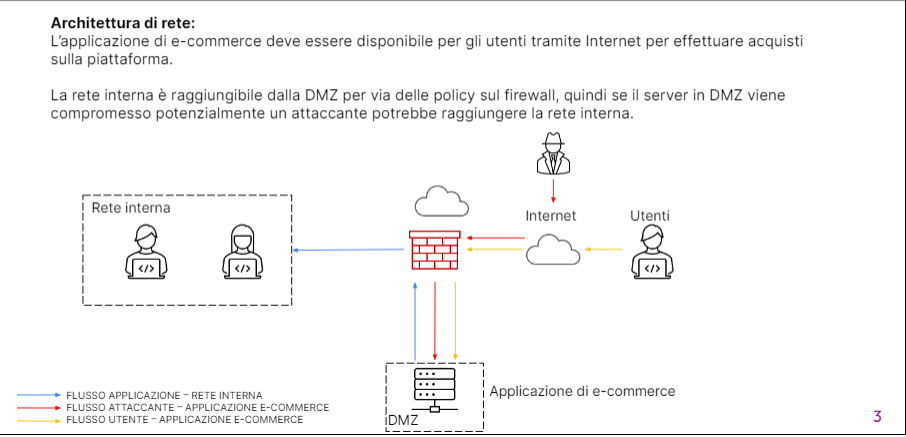 Architettura di rete:
L'applicazione di e-commerce deve essere disponibile per gli utenti tramite Internet per effettuare acquisti
sulla piattaforma.
La rete interna è raggiungibile dalla DMZ per via delle policy sul firewall, quindi se il server in DMZ viene
compromesso potenzialmente un attaccante potrebbe raggiungere la rete interna.
Rete interna
Internet
Utenti
</>
</>
</>
Applicazione di e-commerce
DMZ
FLUSSO APPLICAZIONE – RETE INTERNA
FLUSSO ATTACCANTE – APPLICAZIONE E-COMMERCE
FLUSSO UTENTE – APPLICAZIONE E-COMMERCE
3